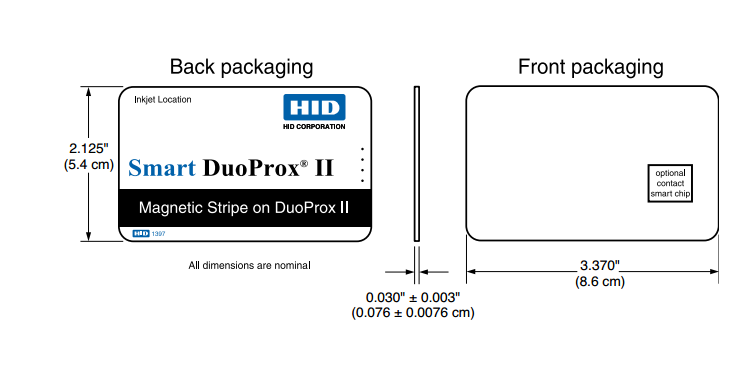 Back packaging
Front packaging
Inkjet Location
HID
HID CORPORATION
2.125"
(5.4 cm)
Smart DuoProx® II
Magnetic Stripe on DuoProx II
HID 1397
optional
contact
smart chip
All dimensions are nominal
3.370"
(8.6 cm)
0.030" ± 0.003"
(0.076 ± 0.0076 cm)